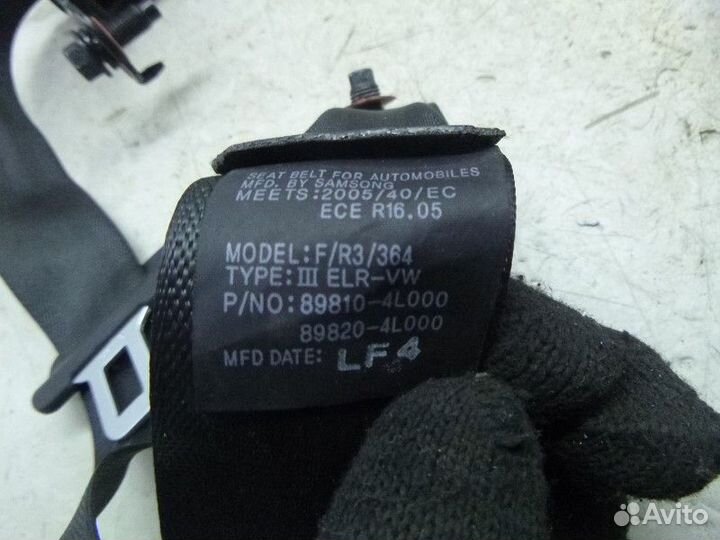 SEAT BELT FOR AUTOMOBILES
MFD. BY SAMSONG
MEETS:2005/40/EC
ECE R16.05
MODEL:F/R3/364
TYPE:III ELR-VW
P/NO:89810-4L000
89820-4L000
MFD DATE: LF4
Avito